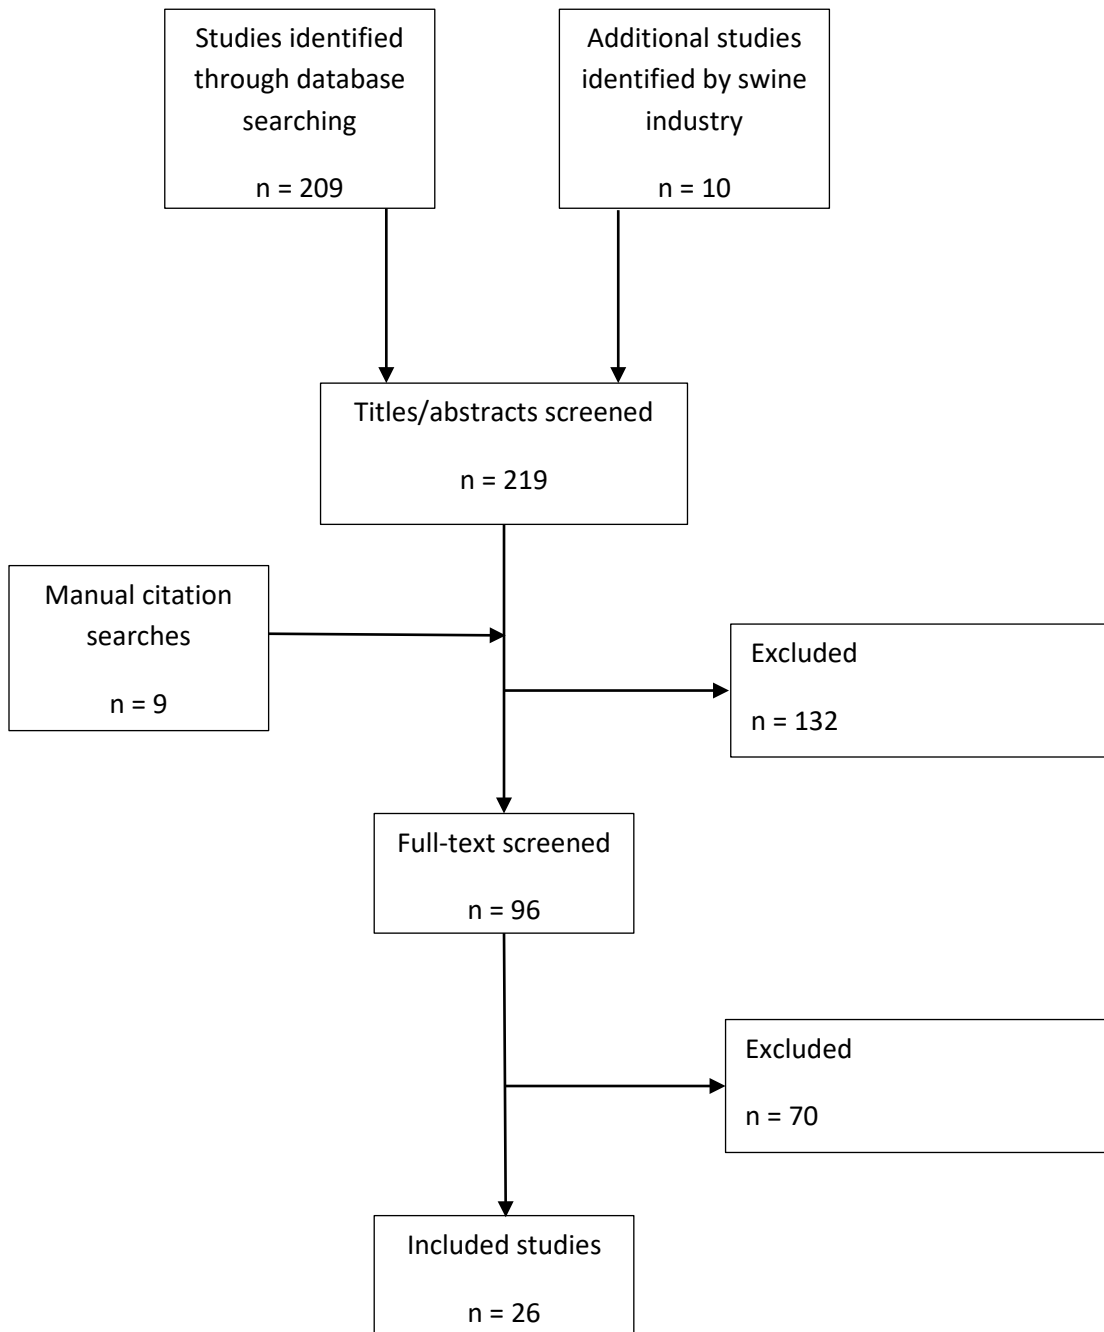 Studies identified
through database
searching
n = 209
Additional studies
identified by swine
industry
n = 10
Titles/abstracts screened
n = 219
Manual citation
searches
n = 9
Excluded
n = 132
Full-text screened
n = 96
Excluded
n = 70
Included studies
n = 26